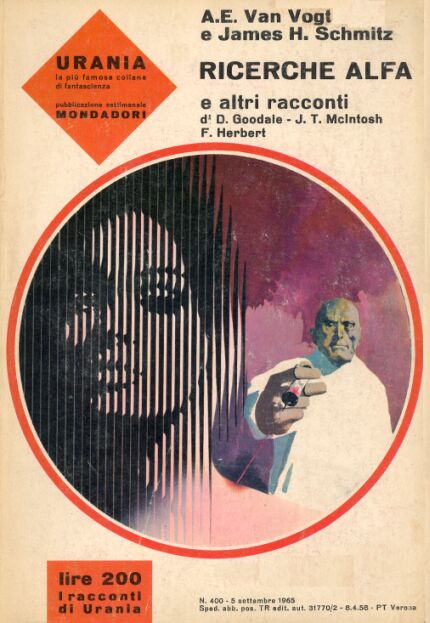 URANIA
la più famosa collana
di fantascienza
pubblicazione settimanale
MONDADORI
A.E. Van Vogt
e James H. Schmitz
RICERCHE ALFA
e altri racconti
di D. Goodale - J. T. McIntosh
F. Herbert
lire 200
I racconti
di Urania
N. 400 - 5 settembre 1965
Sped. abb. pos. TR edit. aut. 31770/2 - 8.4.58 - PT Verona